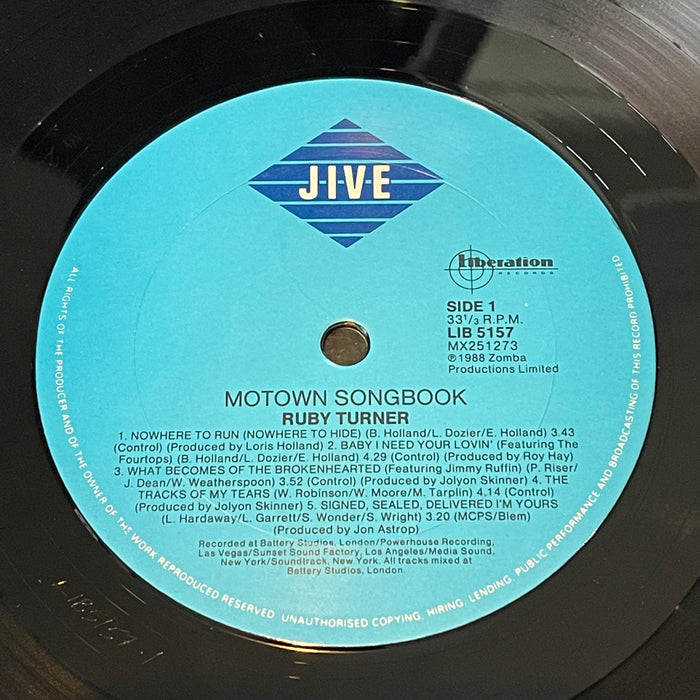 J-I-V-E
Liberation
RECORDS
SIDE 1
33 1/3 R.P.M.
LIB 5157
MX251273
℗ 1988 Zomba
Productions Limited
MOTOWN SONGBOOK
RUBY TURNER
1. NOWHERE TO RUN (NOWHERE TO HIDE) (B. Holland/L. Dozier/E. Holland) 3.43
(Control) (Produced by Loris Holland) 2. BABY I NEED YOUR LOVIN' (Featuring The
Fourtops) (B. Holland/L. Dozier/E. Holland) 4.29 (Control) (Produced by Roy Hay)
3. WHAT BECOMES OF THE BROKENHEARTED (Featuring Jimmy Ruffin) (P. Riser/
J. Dean/W. Weatherspoon) 3.52 (Control) (Produced by Jolyon Skinner) 4. THE
TRACKS OF MY TEARS (W. Robinson/W. Moore/M. Tarplin) 4.14 (Control)
(Produced by Jolyon Skinner) 5. SIGNED, SEALED, DELIVERED I'M YOURS
(L. Hardaway/L. Garrett/S. Wonder/S. Wright) 3.20 (MCPS/Biem)
(Produced by Jon Astrop)
Recorded at Battery Studios, London/Powerhouse Recording,
Las Vegas/Sunset Sound Factory, Los Angeles/Media Sound,
New York/Soundtrack, New York. All tracks mixed at
Battery Studios, London.
ALL RIGHTS OF THE PRODUCER AND OF THE OWNER OF THE WORK REPRODUCED RESERVED UNAUTHORISED COPYING, HIRING, LENDING, PUBLIC PERFORMANCE AND BROADCASTING OF THIS RECORD PROHIBITED